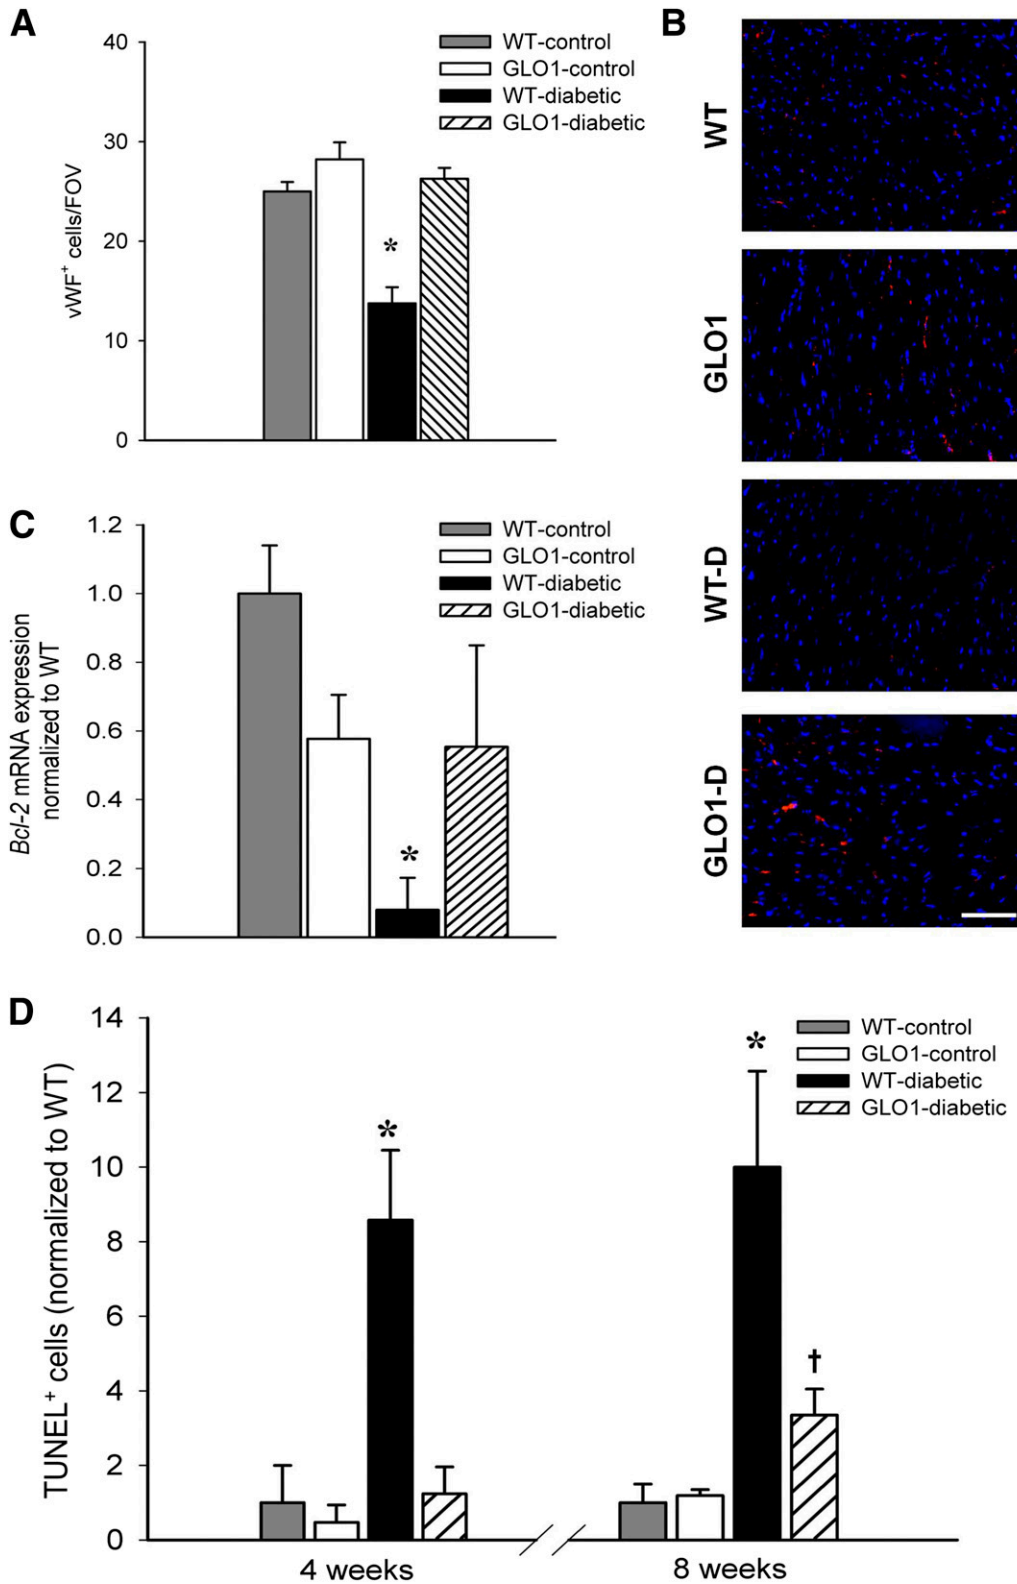 A
40
30
20
10
0
vWF⁺ cells/FOV
WT-control
GLO1-control
WT-diabetic
GLO1-diabetic
*
B
WT
GLO1
WT-D
GLO1-D
C
1.2
1.0
0.8
0.6
0.4
0.2
0.0
Bcl-2 mRNA expression
normalized to WT
WT-control
GLO1-control
WT-diabetic
GLO1-diabetic
*
D
14
12
10
8
6
4
2
0
TUNEL⁺ cells (normalized to WT)
WT-control
GLO1-control
WT-diabetic
GLO1-diabetic
*
*
†
4 weeks
8 weeks